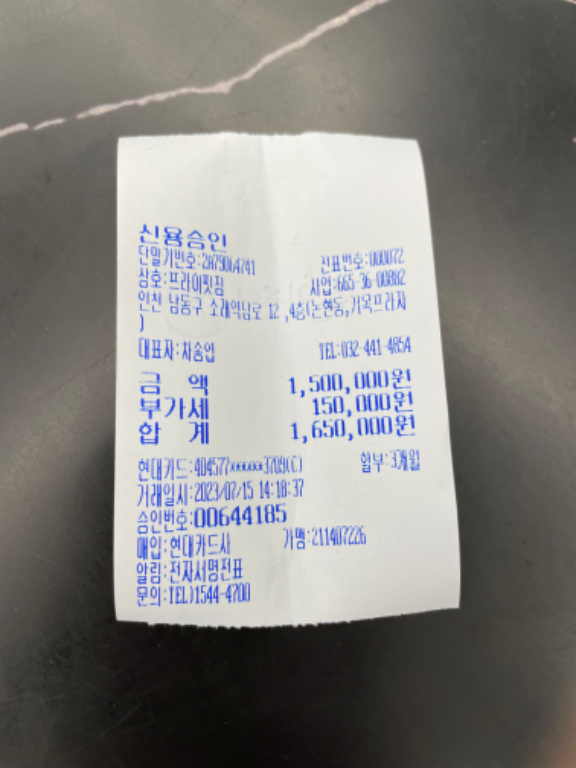 신용승인
단말기번호:2A790(4741 전표번호:000072
상호:프라이빗짐 사업:665-36-00882
인천 남동구 소래역남로 12 ,4층(논현동,거목프라자
)
대표자:차송엽 TEL:032-441-4854
금 액 1,500,000원
부가세 150,000원
합 계 1,650,000원
현대카드:404577******3709(C) 할부:3개월
거래일시:2023/07/15 14:18:37
승인번호:00644185
매입:현대카드사 가맹:211407226
알림:전자서명전표
문의:TEL)1544-4700